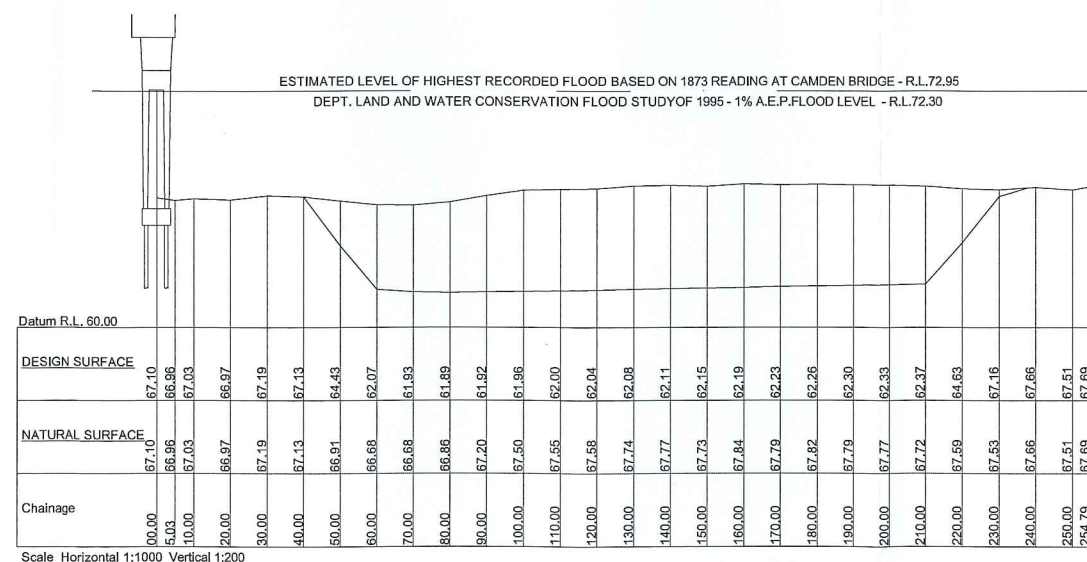 ESTIMATED LEVEL OF HIGHEST RECORDED FLOOD BASED ON 1873 READING AT CAMDEN BRIDGE - R.L.72.95
DEPT. LAND AND WATER CONSERVATION FLOOD STUDYOF 1995 - 1% A.E.P.FLOOD LEVEL - R.L.72.30
Datum R.L. 60.00
DESIGN SURFACE 67.10 66.96 67.03 66.97 67.19 67.13 64.43 62.07 61.93 61.89 61.92 61.96 62.00 62.04 62.08 62.11 62.15 62.19 62.23 62.26 62.30 62.33 62.37 64.63 67.16 67.66 67.51 67.69
NATURAL SURFACE 67.10 66.96 67.03 66.97 67.19 67.13 66.91 66.68 66.68 66.86 67.20 67.50 67.55 67.58 67.74 67.77 67.73 67.84 67.79 67.82 67.79 67.77 67.72 67.59 67.53 67.66 67.51 67.69
Chainage 00.00 5.03 10.00 20.00 30.00 40.00 50.00 60.00 70.00 80.00 90.00 100.00 110.00 120.00 130.00 140.00 150.00 160.00 170.00 180.00 190.00 200.00 210.00 220.00 230.00 240.00 250.00 254.79
Scale Horizontal 1:1000 Vertical 1:200